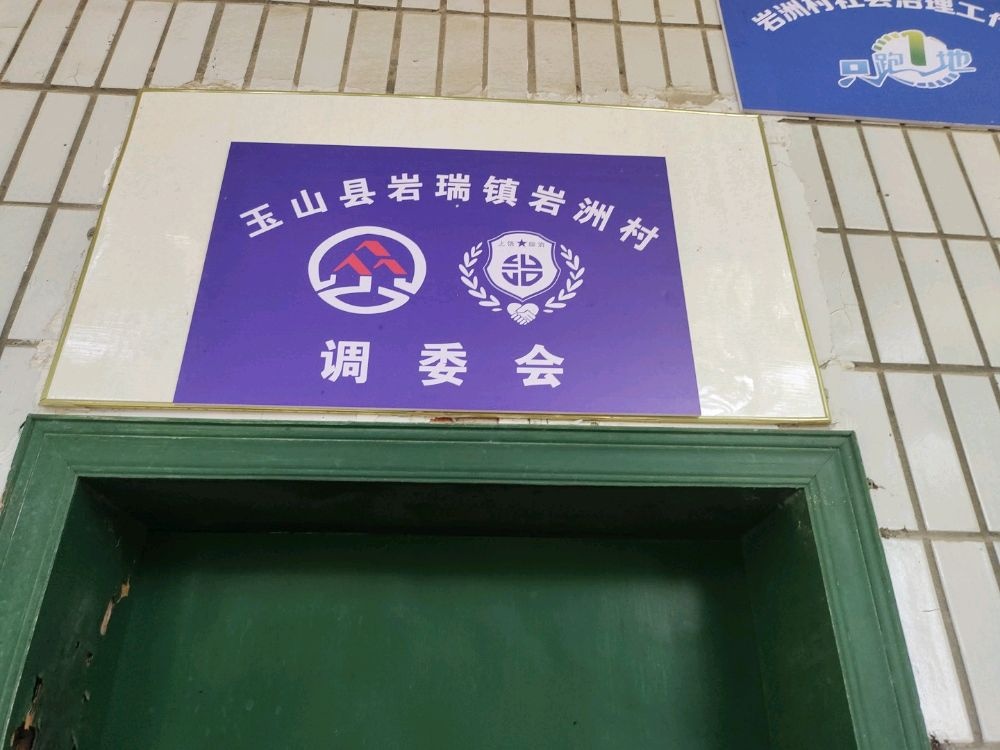 岩洲村社会治理工作
只跑1地
玉山县岩瑞镇岩洲村
上饶★综治
调委会